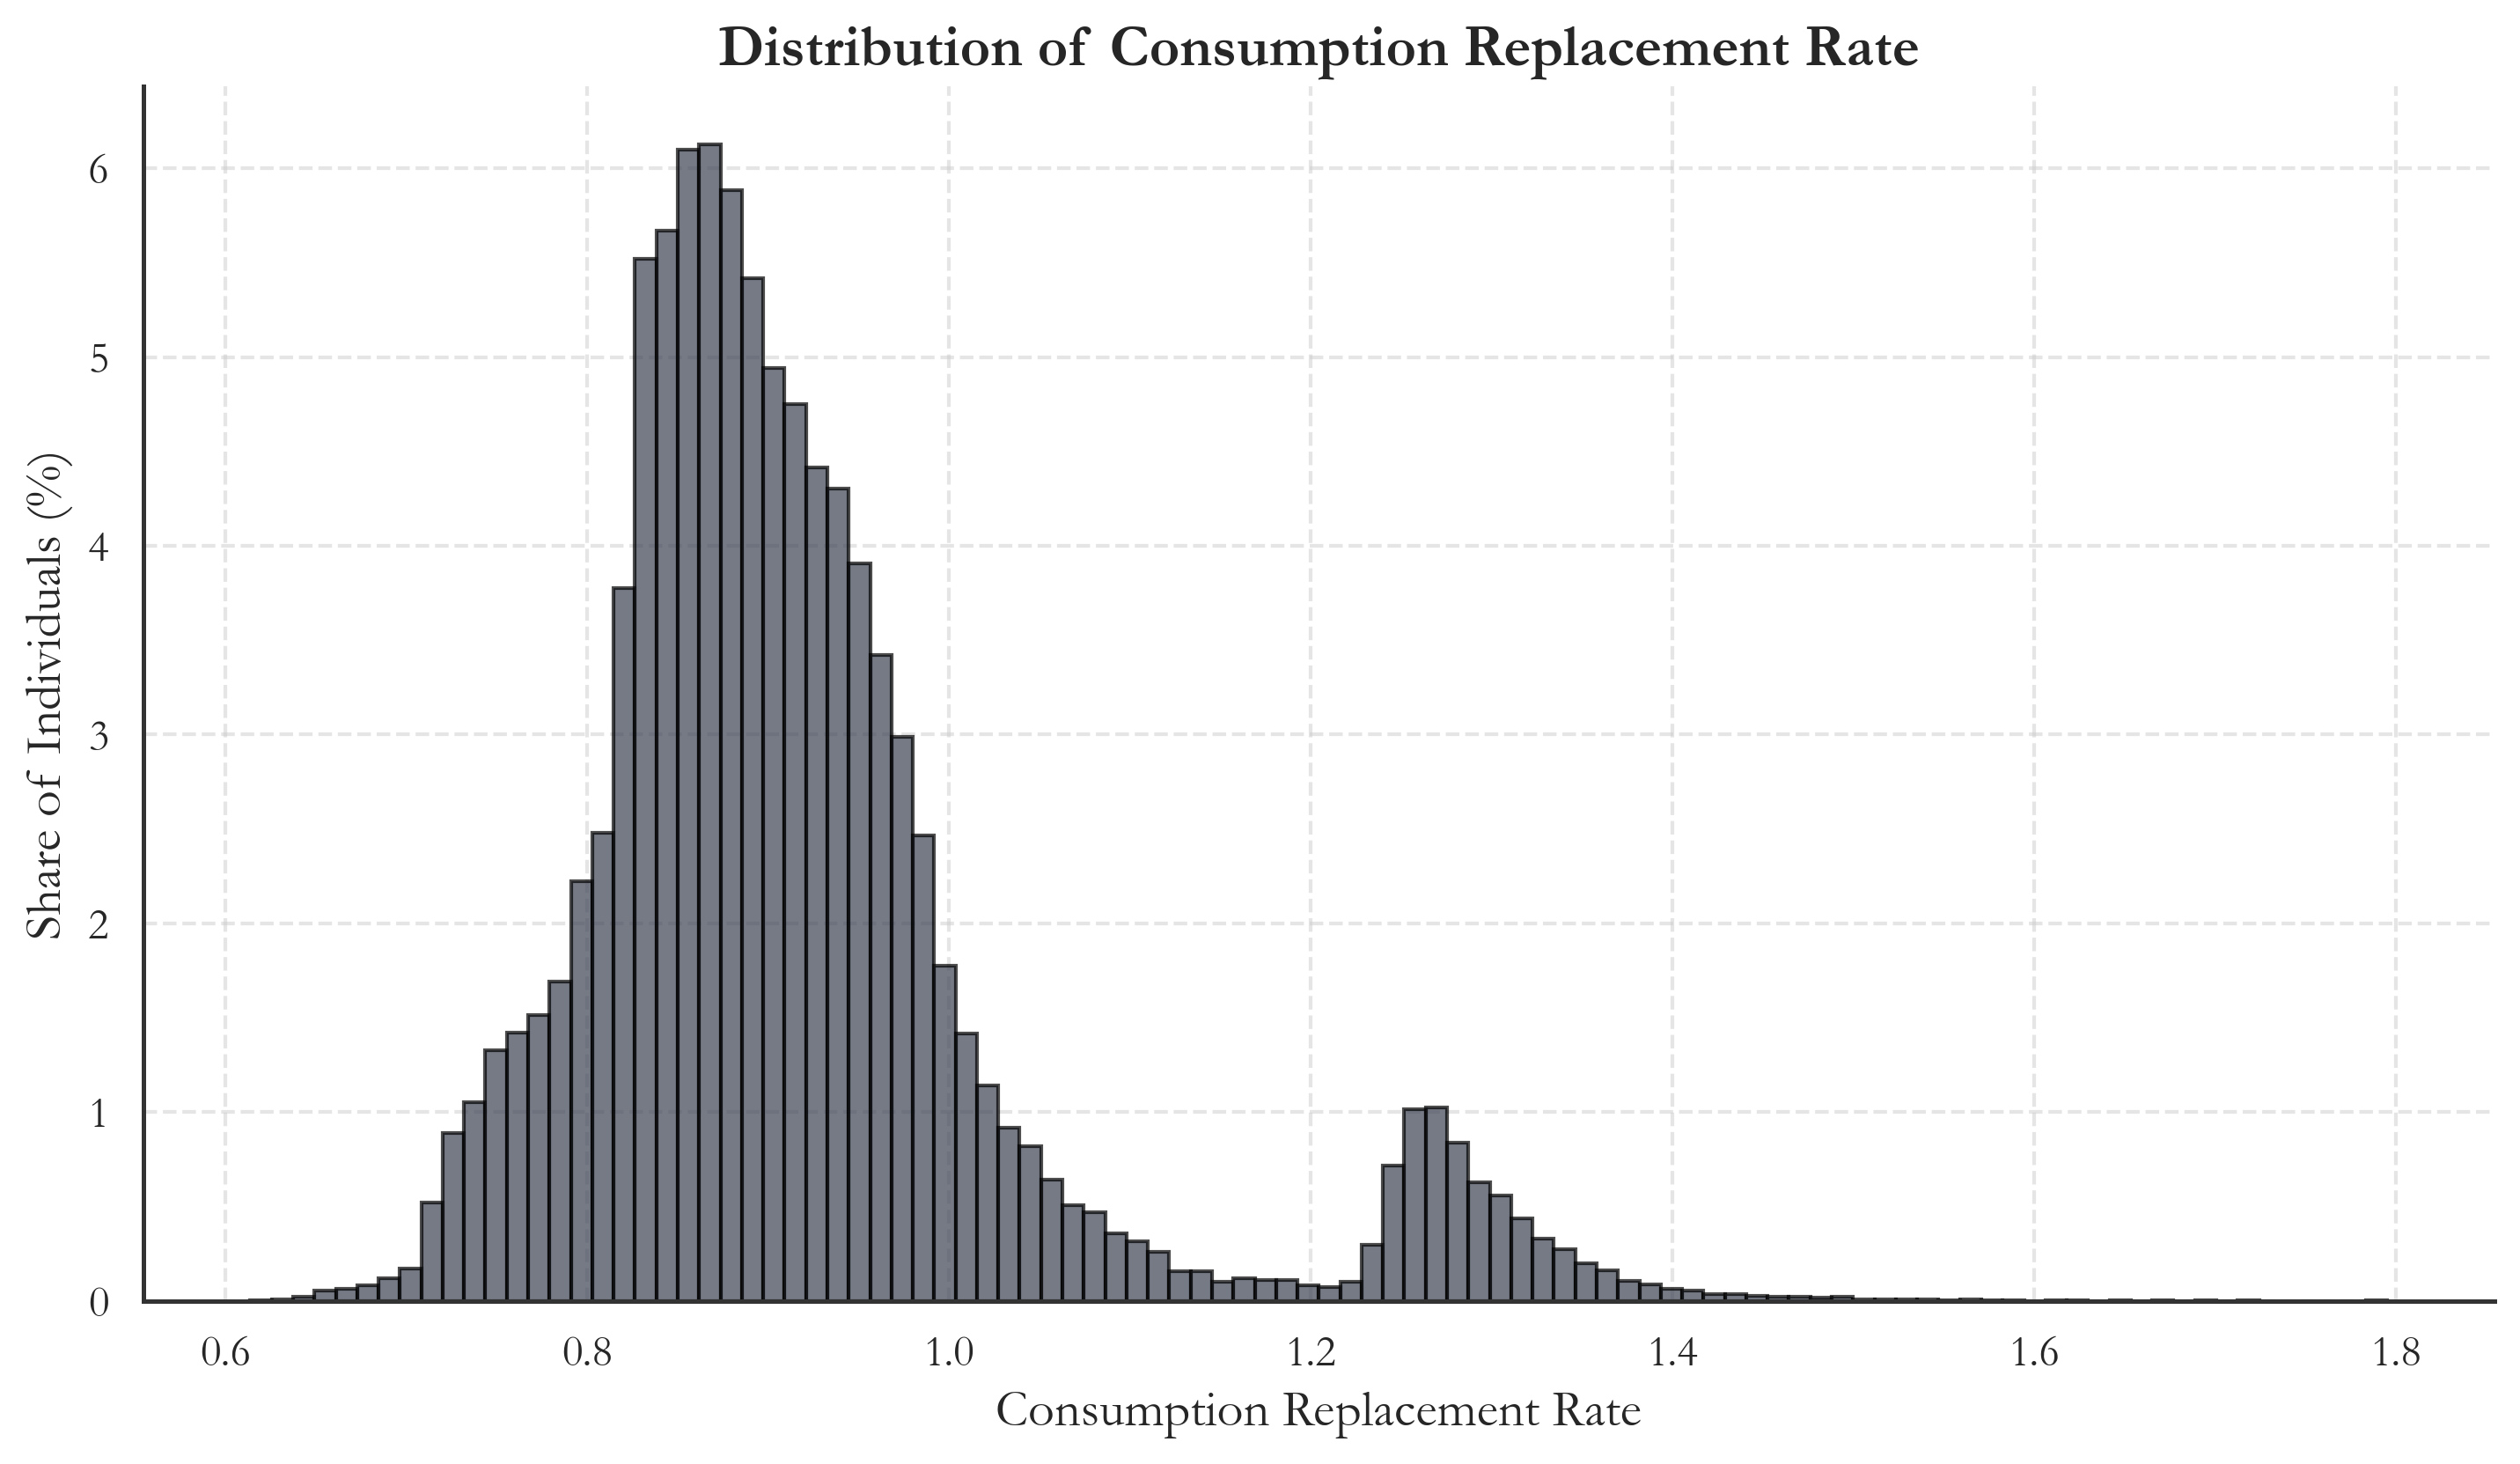 Distribution of Consumption Replacement Rate
Share of Individuals (%)
6
5
4
3
2
1
0
0.6 0.8 1.0 1.2 1.4 1.6 1.8
Consumption Replacement Rate